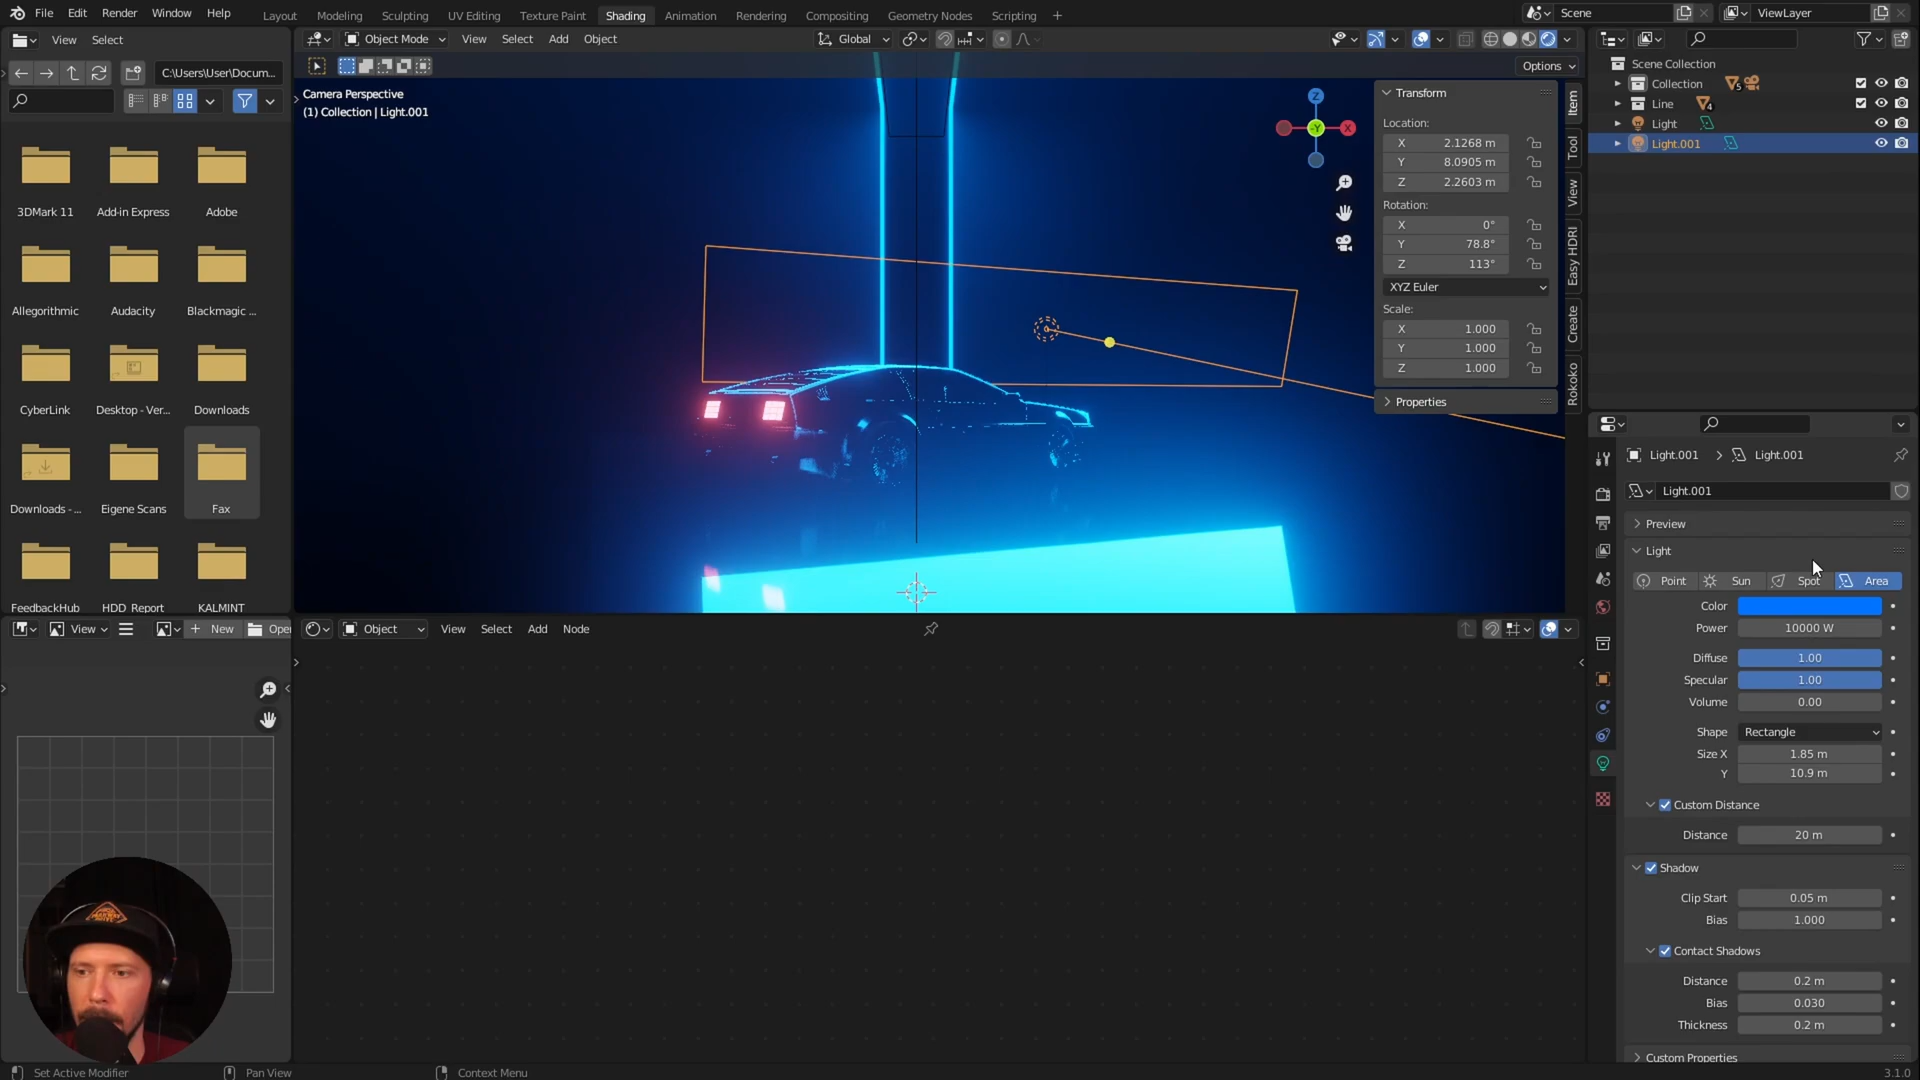 File Edit Render Window Help
Layout Modeling Sculpting UV Editing Texture Paint Shading Animation Rendering Compositing Geometry Nodes Scripting +
Scene ViewLayer
View Select
Object Mode View Select Add Object Global
C:\Users\User\Docum...
Options
Camera Perspective
(1) Collection | Light.001
Z
-Y X
Transform
Location:
X 2.1268 m
Y 8.0905 m
Z 2.2603 m
Rotation:
X 0°
Y 78.8°
Z 113°
XYZ Euler
Scale:
X 1.000
Y 1.000
Z 1.000
Properties
Item
Tool
View
Easy HDRI
Create
Rokoko
Scene Collection
Collection 5
Line 4
Light
Light.001
3DMark 11 Add-in Express Adobe
Allegorithmic Audacity Blackmagic ...
CyberLink Desktop - Ver... Downloads
Downloads - ... Eigene Scans Fax
FeedbackHub HDD Report KALMINT
View + New Open
Object View Select Add Node
Light.001 > Light.001
Light.001
Preview
Light
Point Sun Spot Area
Color
Power 10000 W
Diffuse 1.00
Specular 1.00
Volume 0.00
Shape Rectangle
Size X 1.85 m
Y 10.9 m
Custom Distance
Distance 20 m
Shadow
Clip Start 0.05 m
Bias 1.000
Contact Shadows
Distance 0.2 m
Bias 0.030
Thickness 0.2 m
Custom Properties
Set Active Modifier Pan View Context Menu 3.1.0